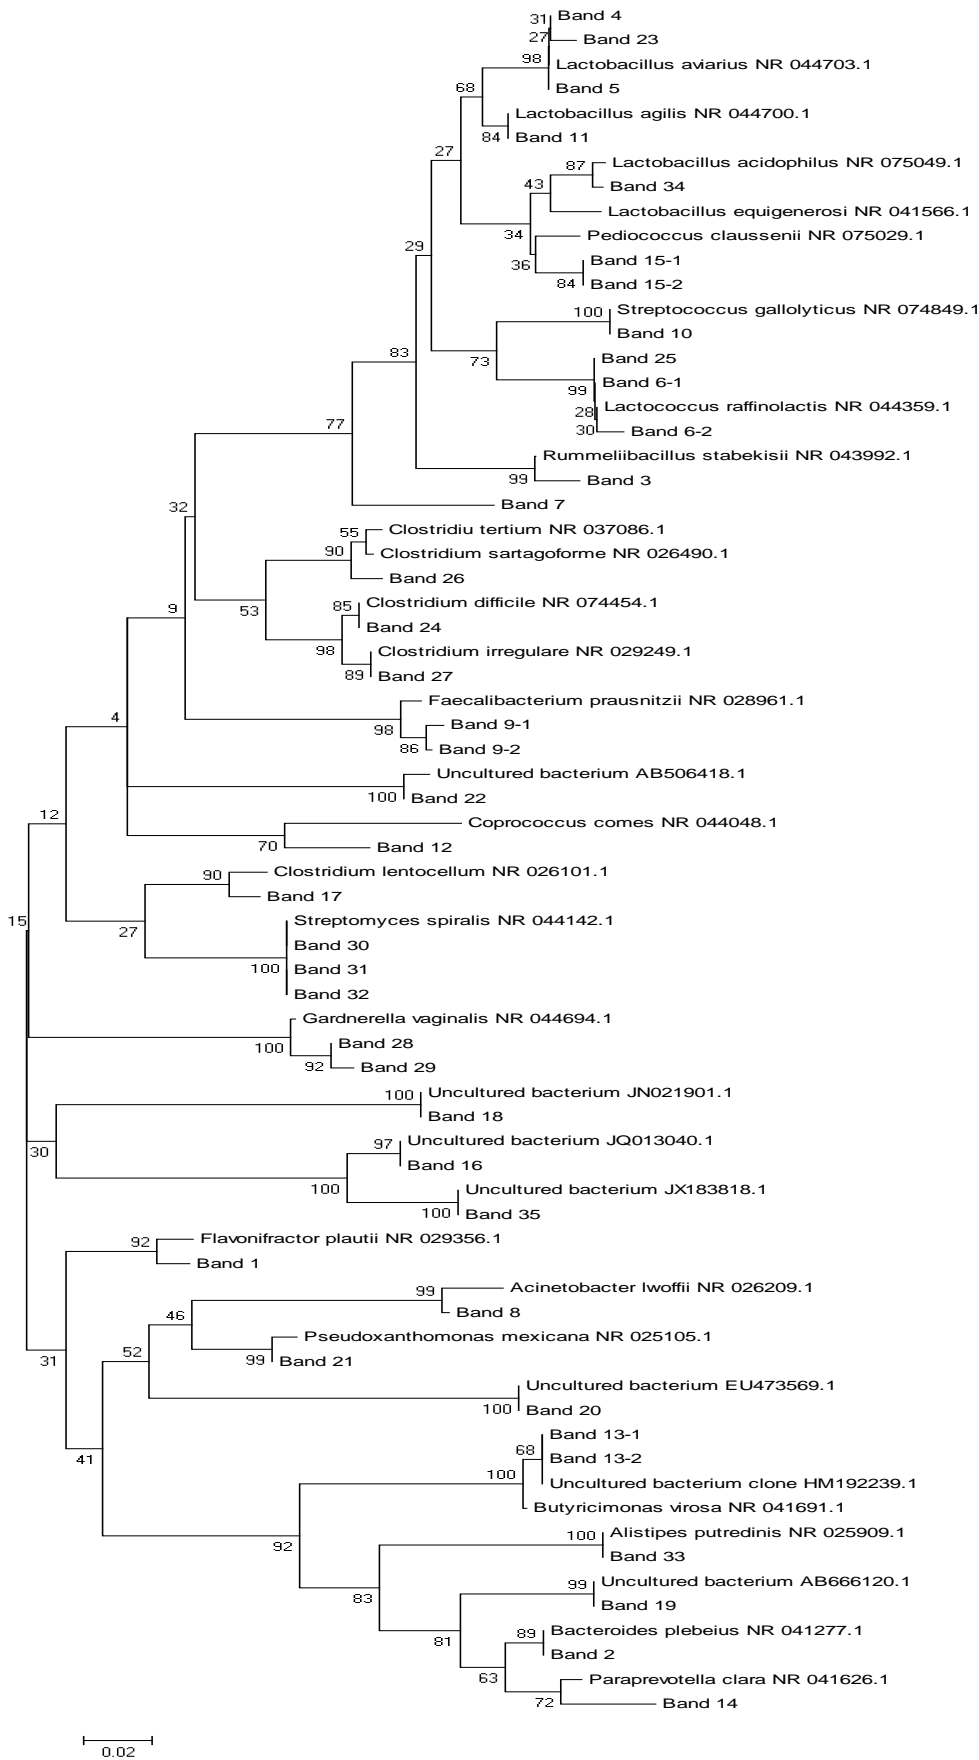 31 Band 4
27 Band 23
98 Lactobacillus aviarius NR 044703.1
Band 5
68
Lactobacillus agilis NR 044700.1
84 Band 11
27
87 Lactobacillus acidophilus NR 075049.1
43 Band 34
Lactobacillus equigenerosi NR 041566.1
34 Pediococcus claussenii NR 075029.1
29
36 Band 15-1
84 Band 15-2
100 Streptococcus gallolyticus NR 074849.1
Band 10
83 73 Band 25
99 Band 6-1
28 Lactococcus raffinolactis NR 044359.1
77 30 Band 6-2
Rummeliibacillus stabekisii NR 043992.1
99 Band 3
32 Band 7
55 Clostridiu tertium NR 037086.1
90 Clostridium sartagoforme NR 026490.1
Band 26
9 53 85 Clostridium difficile NR 074454.1
Band 24
98 Clostridium irregulare NR 029249.1
89 Band 27
Faecalibacterium prausnitzii NR 028961.1
4 98 Band 9-1
86 Band 9-2
Uncultured bacterium AB506418.1
100 Band 22
12 Coprococcus comes NR 044048.1
70 Band 12
90 Clostridium lentocellum NR 026101.1
Band 17
15 27 Streptomyces spiralis NR 044142.1
Band 30
100 Band 31
Band 32
Gardnerella vaginalis NR 044694.1
100 Band 28
92 Band 29
100 Uncultured bacterium JN021901.1
Band 18
30 97 Uncultured bacterium JQ013040.1
Band 16
100 Uncultured bacterium JX183818.1
100 Band 35
92 Flavonifractor plautii NR 029356.1
Band 1
99 Acinetobacter lwoffii NR 026209.1
46 Band 8
Pseudoxanthomonas mexicana NR 025105.1
31 52 99 Band 21
Uncultured bacterium EU473569.1
100 Band 20
Band 13-1
41 68 Band 13-2
100 Uncultured bacterium clone HM192239.1
Butyricimonas virosa NR 041691.1
92 100 Alistipes putredinis NR 025909.1
Band 33
83 99 Uncultured bacterium AB666120.1
Band 19
81 89 Bacteroides plebeius NR 041277.1
Band 2
63 Paraprevotella clara NR 041626.1
72 Band 14
0.02